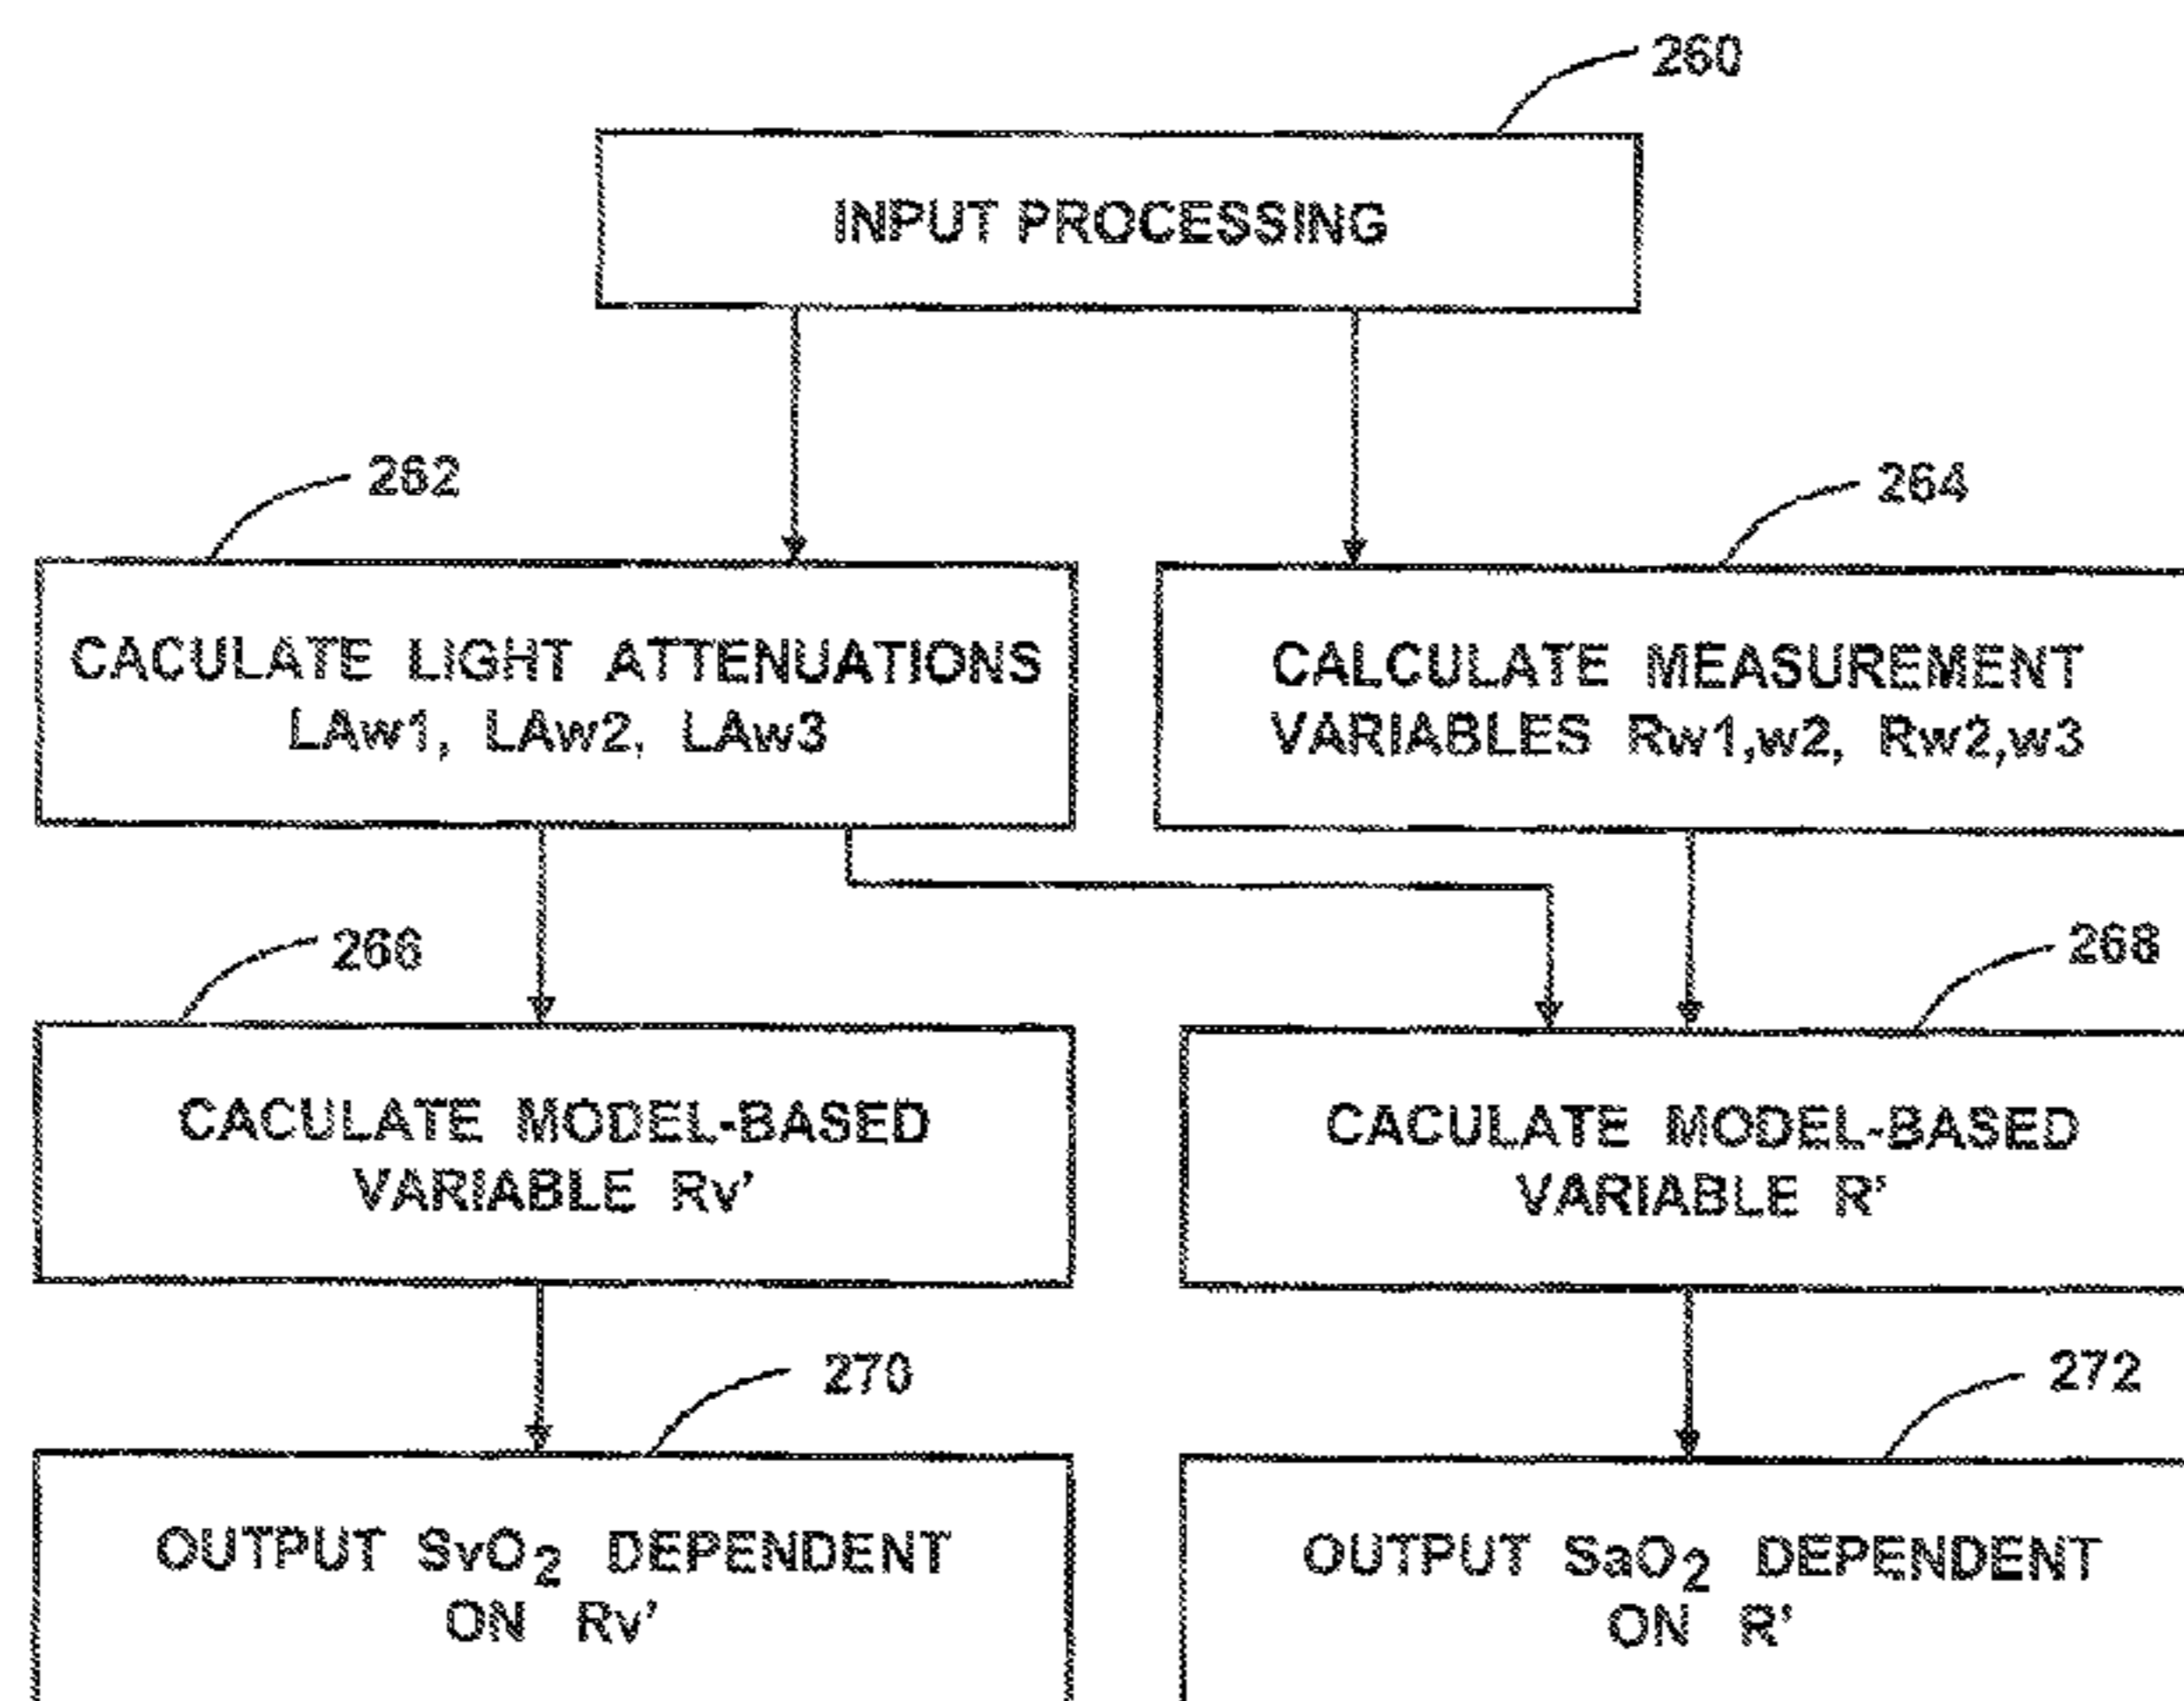 260
INPUT PROCESSING
262
264
CACULATE LIGHT ATTENUATIONS
LAw1, LAw2, LAw3
CALCULATE MEASUREMENT
VARIABLES Rw1,w2, Rw2,w3
266
268
CACULATE MODEL-BASED
VARIABLE Rv'
CACULATE MODEL-BASED
VARIABLE R'
270
272
OUTPUT SvO2 DEPENDENT
ON Rv'
OUTPUT SaO2 DEPENDENT
ON R'